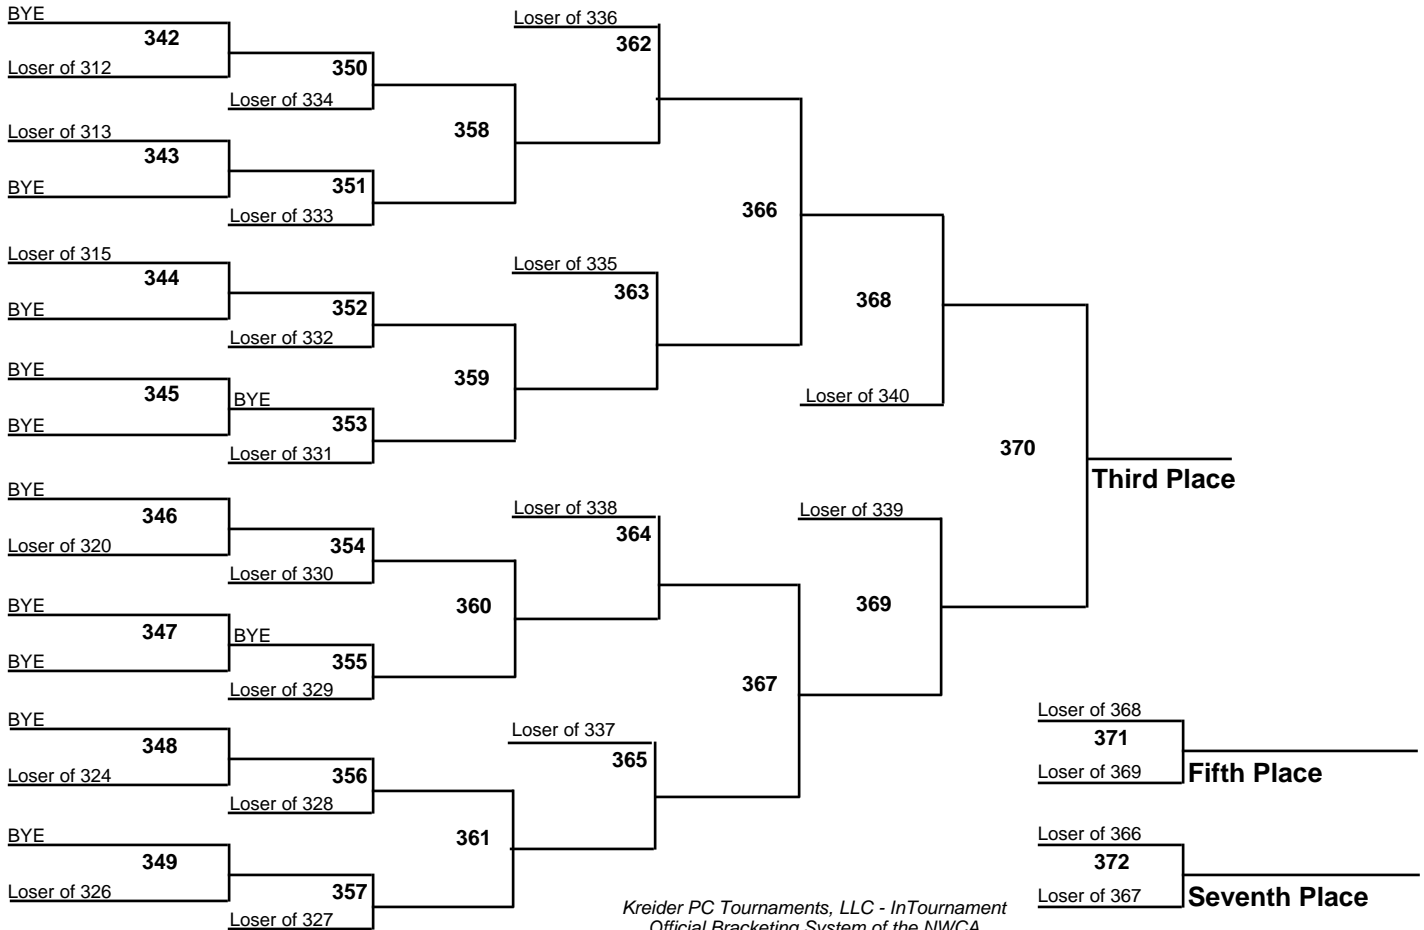 BYE
342
Loser of 312
350
Loser of 334
358
Loser of 313
343
BYE
351
Loser of 333
Loser of 336
362
366
Loser of 315
344
BYE
352
Loser of 332
359
BYE
345
BYE
BYE
353
Loser of 331
Loser of 335
363
368
Loser of 340
370
Third Place
BYE
346
Loser of 320
354
Loser of 330
360
BYE
347
BYE
BYE
355
Loser of 329
Loser of 338
364
367
Loser of 339
369
BYE
348
Loser of 324
356
Loser of 328
361
BYE
349
Loser of 326
357
Loser of 327
Loser of 337
365
Loser of 368
371
Loser of 369
Fifth Place
Loser of 366
372
Loser of 367
Seventh Place
Kreider PC Tournaments, LLC - InTournament
Official Bracketing System of the NWCA